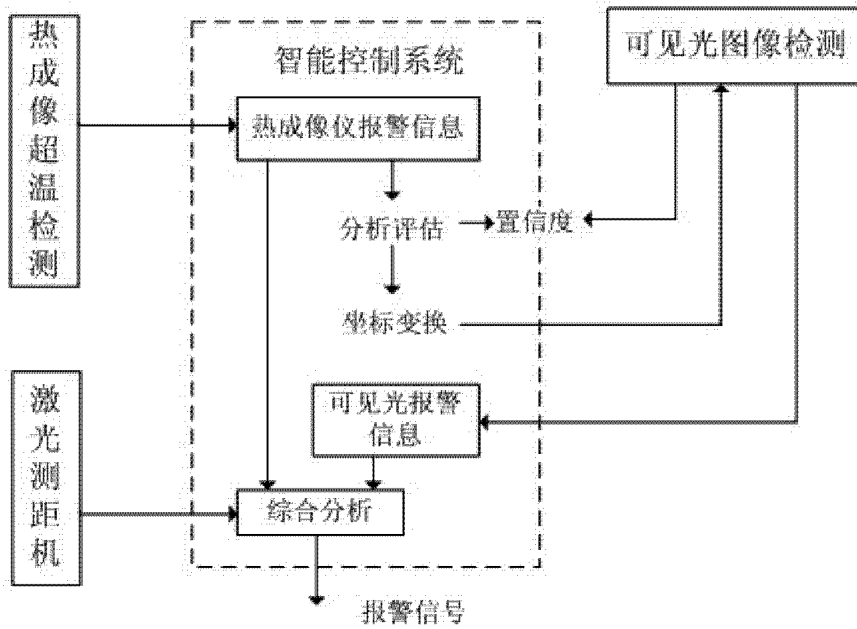 热成像超温检测
智能控制系统
可见光图像检测
热成像仪报警信息
分析评估
置信度
坐标变换
激光测距机
可见光报警
信息
综合分析
报警信号